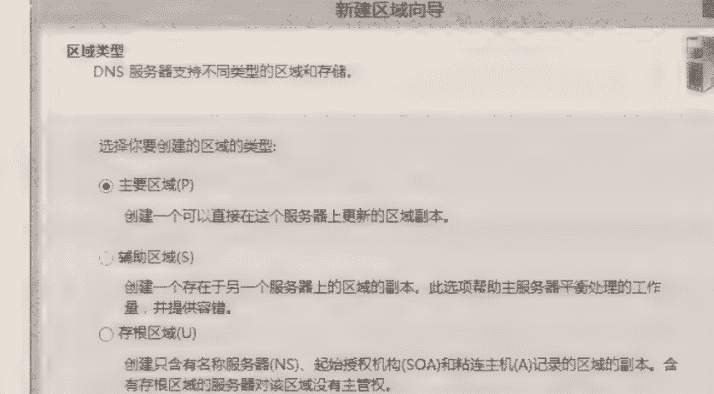 新建区域向导
区域类型
DNS 服务器支持不同类型的区域和存储。
选择你要创建的区域的类型:
主要区域(P)
创建一个可以直接在这个服务器上更新的区域副本。
辅助区域(S)
创建一个存在于另一个服务器上的区域的副本。此选项帮助主服务器平衡处理的工作
量，并提供容错。
存根区域(U)
创建只含有名称服务器(NS)、起始授权机构(SOA)和粘连主机(A)记录的区域的副本。含
有存根区域的服务器对该区域没有主管权。